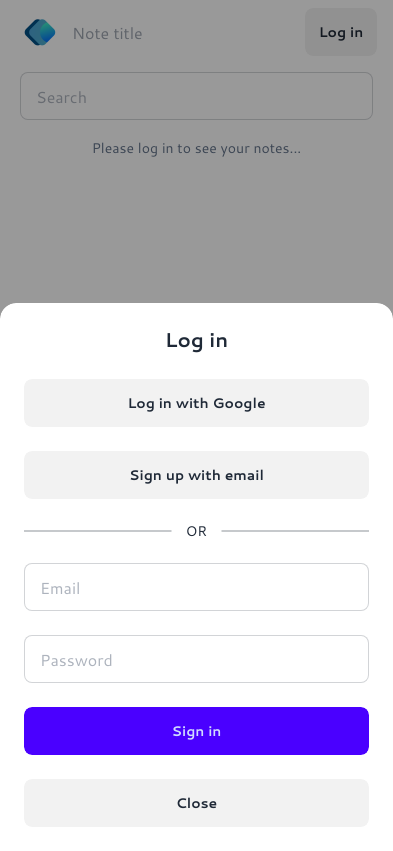 Note title
Log in
Search
Please log in to see your notes...
Log in
Log in with Google
Sign up with email
OR
Email
Password
Sign in
Close